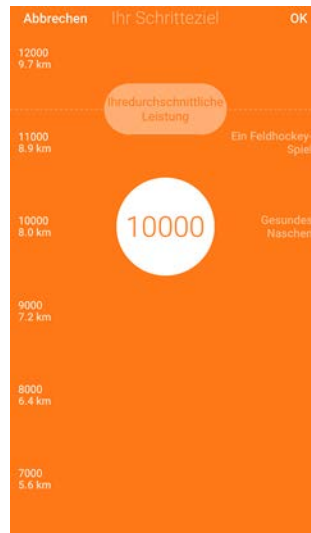 Abbrechen Ihr Schritteziel OK
12000
9.7 km
Ihredurchschnittliche
Leistung
11000
8.9 km
Ein Feldhockey-
Spiel
10000
8.0 km
10000
Gesundes
Naschen
9000
7.2 km
8000
6.4 km
7000
5.6 km